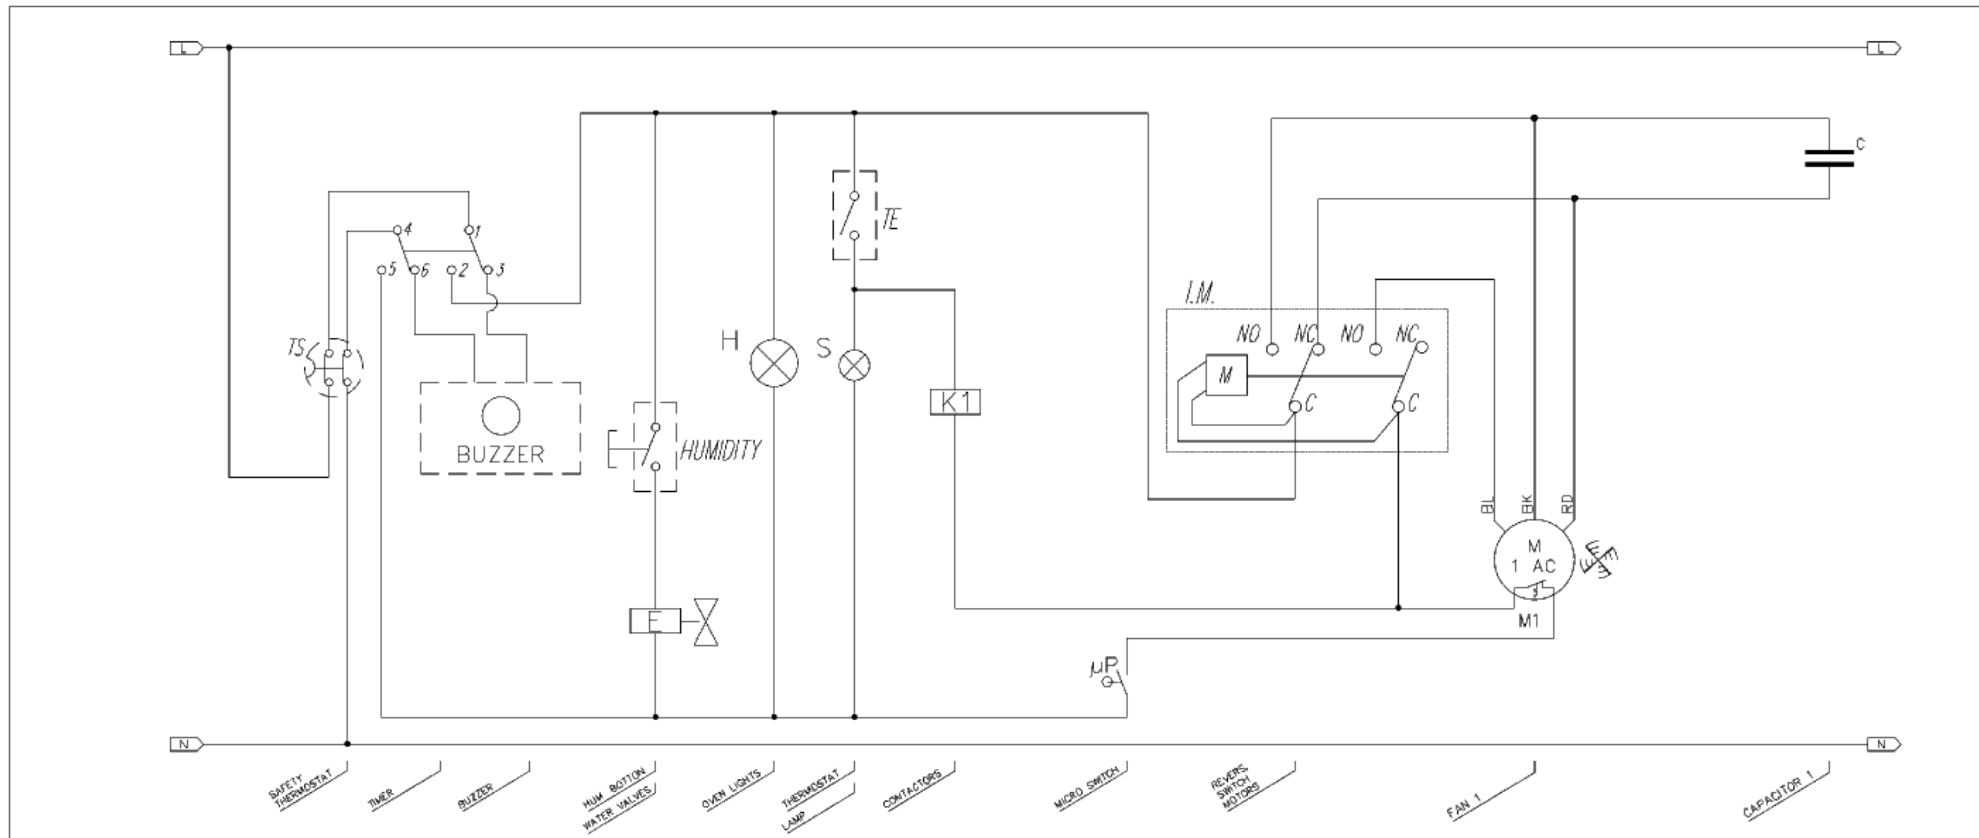 L L
C
TE
4 1
5 6 2 3
I.M.
NO NC NO NC
TS
H S
M
K1
C C
BUZZER
HUMIDITY
BL BK RD
M
1 AC
E
M1
µP
N N
SAFETY
THERMOSTAT
TIMER
BUZZER
HUM BOTTON
WATER VALVES
OVEN LIGHTS
THERMOSTAT
LAMP
CONTACTORS
MICRO SWITCH
REVERS.
SWITCH
MOTORS
FAN 1
CAPACITOR 1